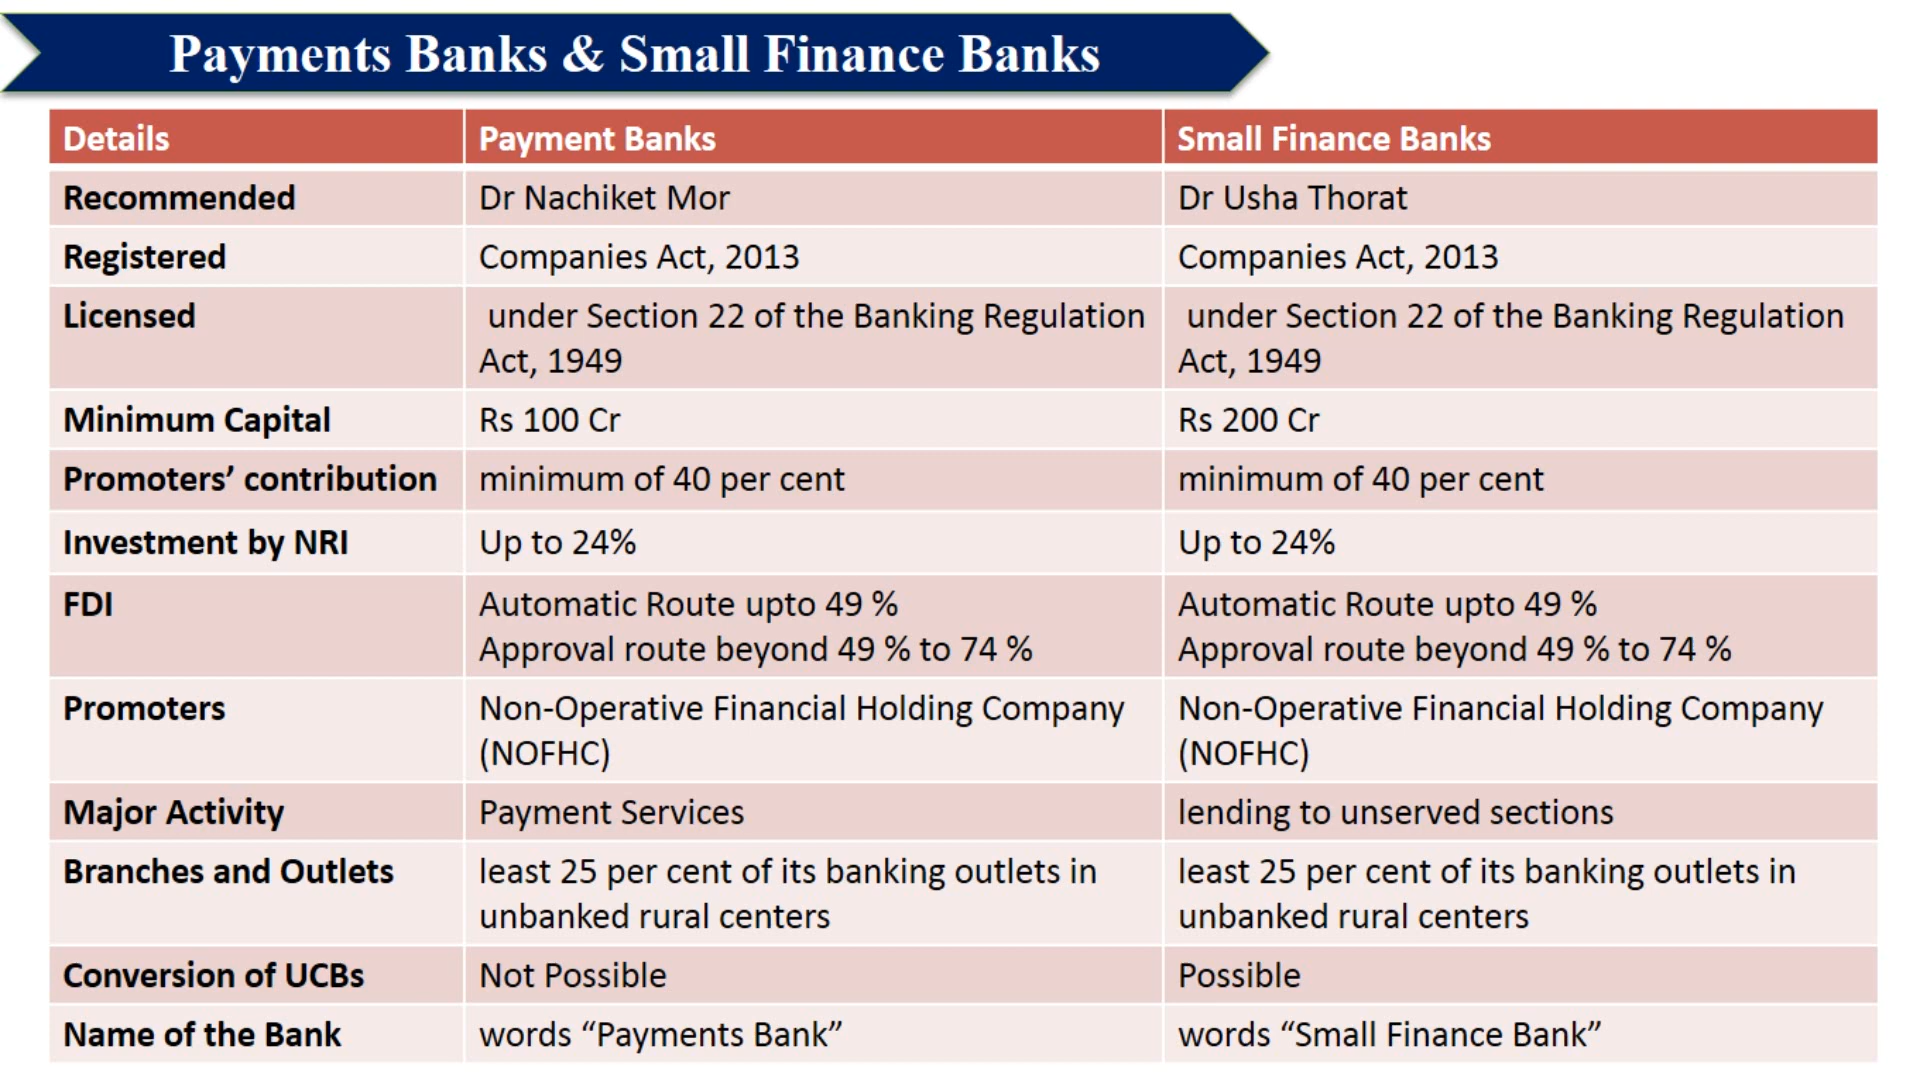 Payments Banks & Small Finance Banks
Details Payment Banks Small Finance Banks
Recommended Dr Nachiket Mor Dr Usha Thorat
Registered Companies Act, 2013 Companies Act, 2013
Licensed under Section 22 of the Banking Regulation under Section 22 of the Banking Regulation
Act, 1949 Act, 1949
Minimum Capital Rs 100 Cr Rs 200 Cr
Promoters’ contribution minimum of 40 per cent minimum of 40 per cent
Investment by NRI Up to 24% Up to 24%
FDI Automatic Route upto 49 % Automatic Route upto 49 %
Approval route beyond 49 % to 74 % Approval route beyond 49 % to 74 %
Promoters Non-Operative Financial Holding Company Non-Operative Financial Holding Company
(NOFHC) (NOFHC)
Major Activity Payment Services lending to unserved sections
Branches and Outlets least 25 per cent of its banking outlets in least 25 per cent of its banking outlets in
unbanked rural centers unbanked rural centers
Conversion of UCBs Not Possible Possible
Name of the Bank words “Payments Bank” words “Small Finance Bank”